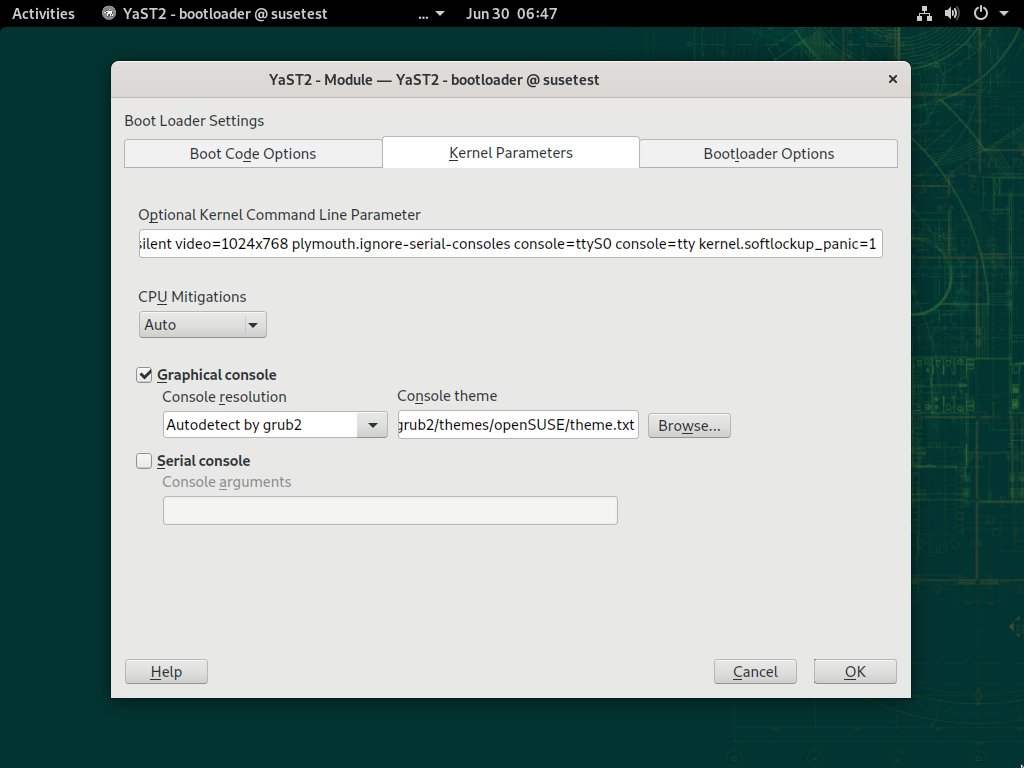 Activities YaST2 - bootloader @ susetest ... Jun 30 06:47
YaST2 - Module — YaST2 - bootloader @ susetest
Boot Loader Settings
Boot Code Options Kernel Parameters Bootloader Options
Optional Kernel Command Line Parameter
silent video=1024x768 plymouth.ignore-serial-consoles console=ttyS0 console=tty kernel.softlockup_panic=1
CPU Mitigations
Auto
Graphical console
Console resolution Console theme
Autodetect by grub2 grub2/themes/openSUSE/theme.txt Browse...
Serial console
Console arguments
Help Cancel OK